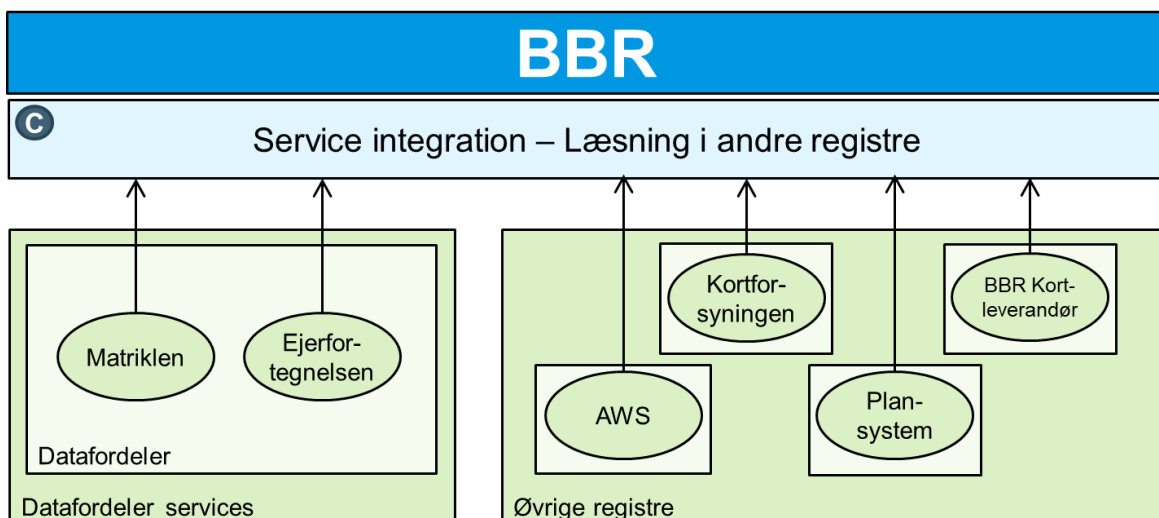 BBR
C
Service integration – Læsning i andre registre
Matriklen
Ejerfor-
tegnelsen
Datafordeler
Datafordeler services
Kortfor-
syningen
BBR Kort-
leverandør
AWS
Plan-
system
Øvrige registre